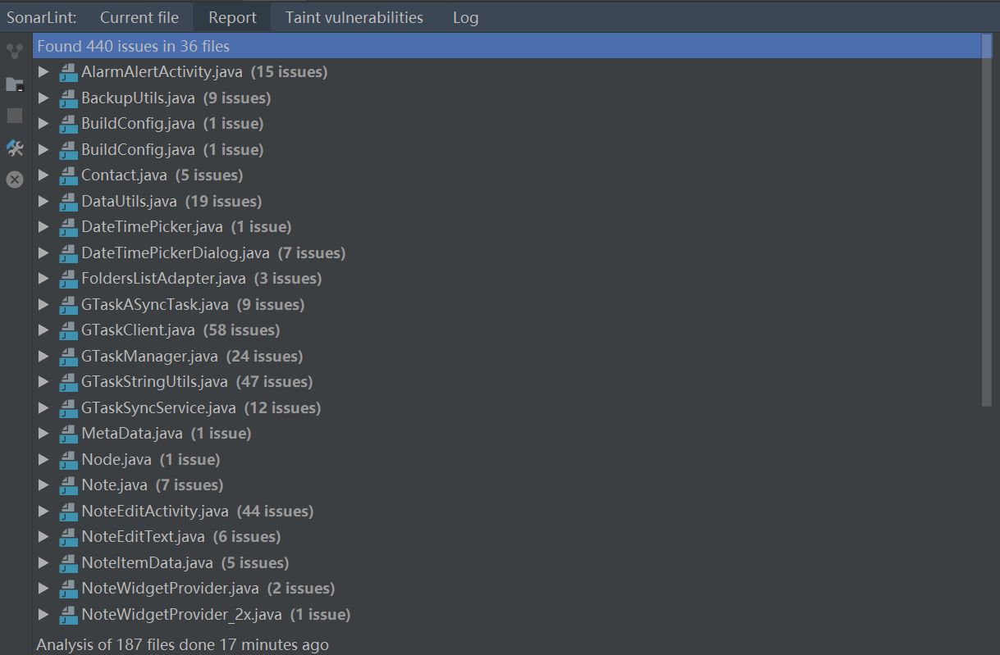 SonarLint: Current file Report Taint vulnerabilities Log
Found 440 issues in 36 files
AlarmAlertActivity.java (15 issues)
BackupUtils.java (9 issues)
BuildConfig.java (1 issue)
BuildConfig.java (1 issue)
Contact.java (5 issues)
DataUtils.java (19 issues)
DateTimePicker.java (1 issue)
DateTimePickerDialog.java (7 issues)
FoldersListAdapter.java (3 issues)
GTaskASyncTask.java (9 issues)
GTaskClient.java (58 issues)
GTaskManager.java (24 issues)
GTaskStringUtils.java (47 issues)
GTaskSyncService.java (12 issues)
MetaData.java (1 issue)
Node.java (1 issue)
Note.java (7 issues)
NoteEditActivity.java (44 issues)
NoteEditText.java (6 issues)
NoteItemData.java (5 issues)
NoteWidgetProvider.java (2 issues)
NoteWidgetProvider_2x.java (1 issue)
Analysis of 187 files done 17 minutes ago